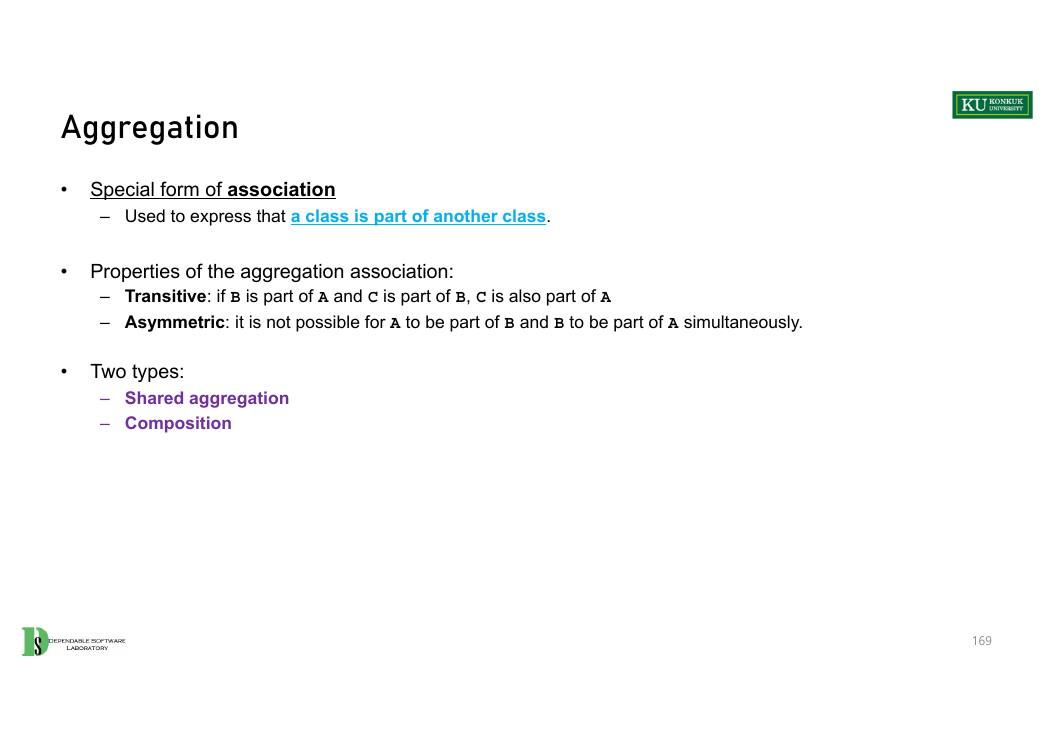 KU KONKUK
UNIVERSITY
Aggregation
• Special form of association
– Used to express that a class is part of another class.
• Properties of the aggregation association:
– Transitive: if B is part of A and C is part of B, C is also part of A
– Asymmetric: it is not possible for A to be part of B and B to be part of A simultaneously.
• Two types:
– Shared aggregation
– Composition
DS DEPENDABLE SOFTWARE
LABORATORY
169